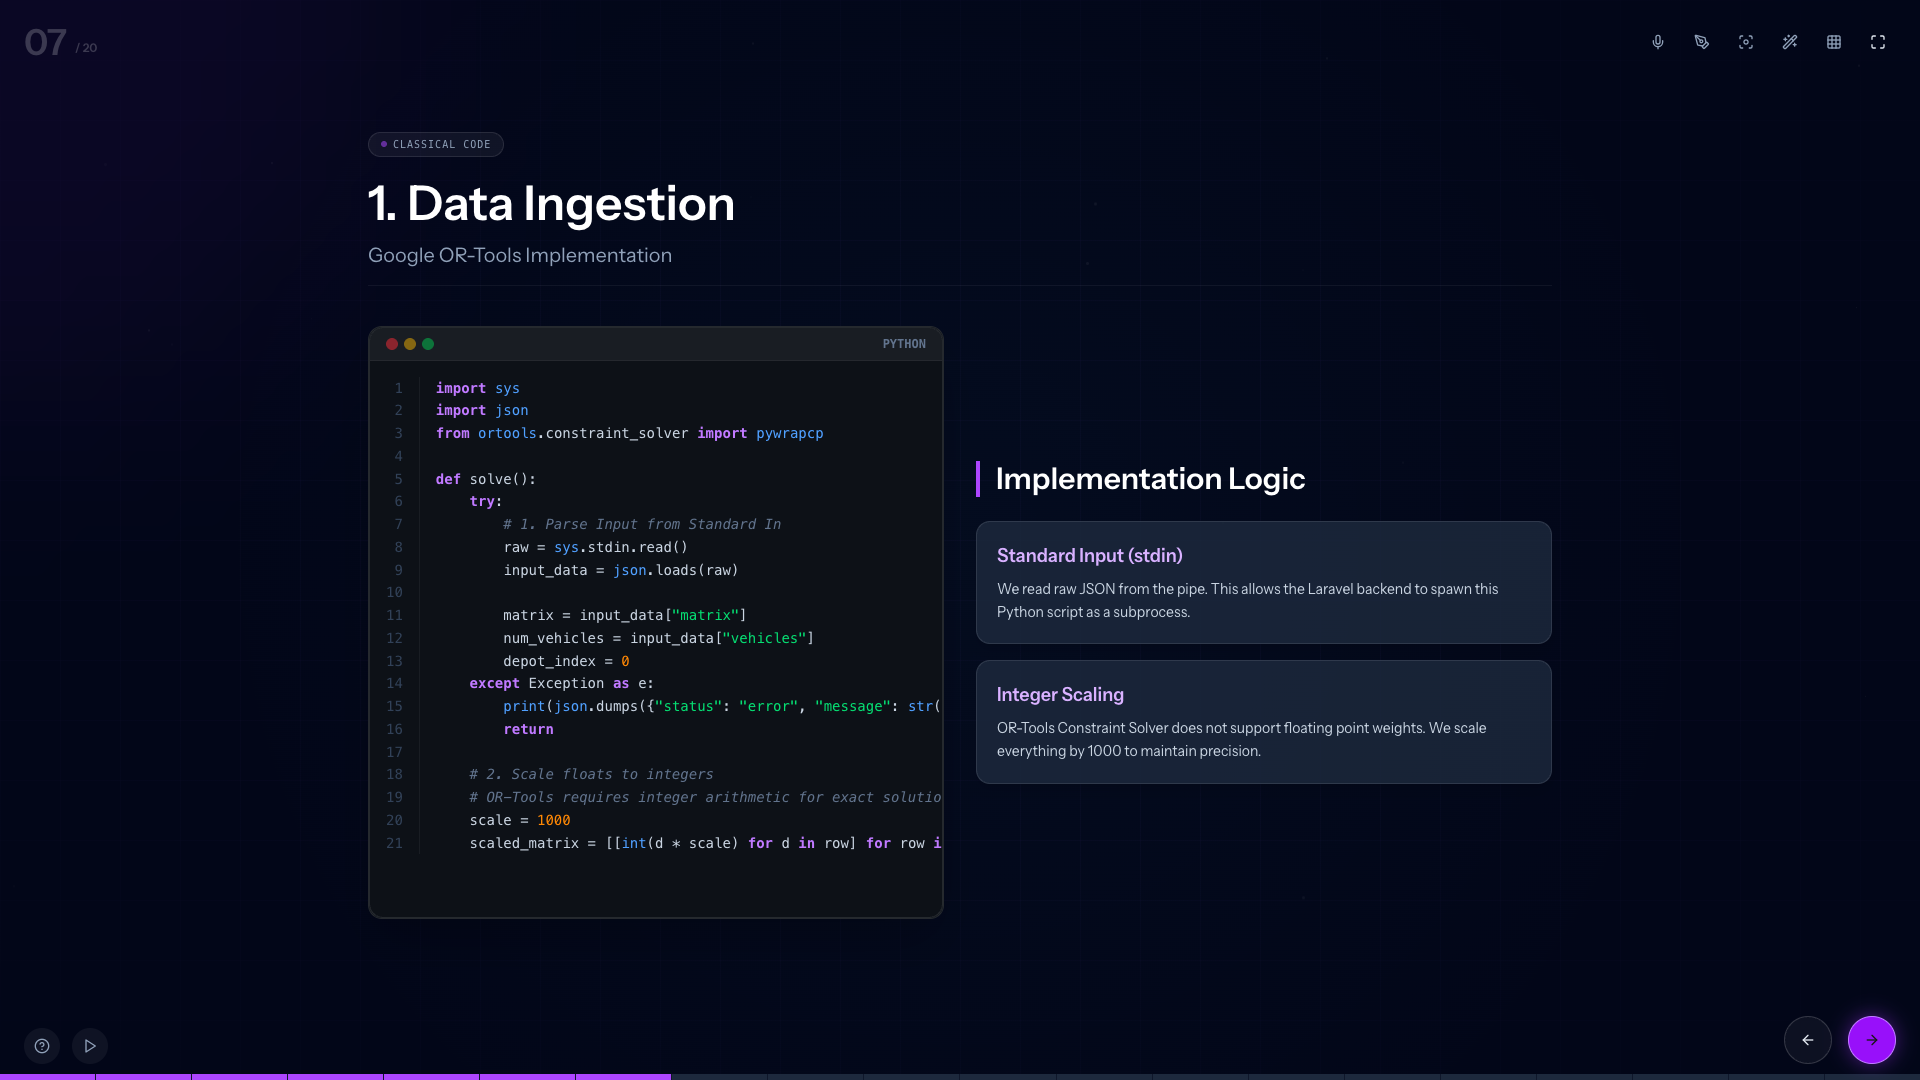 07 / 20
CLASSICAL CODE
1. Data Ingestion
Google OR-Tools Implementation
PYTHON
1 import sys
2 import json
3 from ortools.constraint_solver import pywrapcp
4
5 def solve():
6     try:
7         # 1. Parse Input from Standard In
8         raw = sys.stdin.read()
9         input_data = json.loads(raw)
10
11         matrix = input_data["matrix"]
12         num_vehicles = input_data["vehicles"]
13         depot_index = 0
14     except Exception as e:
15         print(json.dumps({"status": "error", "message": str(
16         return
17
18     # 2. Scale floats to integers
19     # OR-Tools requires integer arithmetic for exact solutio
20     scale = 1000
21     scaled_matrix = [[int(d * scale) for d in row] for row i
Implementation Logic
Standard Input (stdin)
We read raw JSON from the pipe. This allows the Laravel backend to spawn this
Python script as a subprocess.
Integer Scaling
OR-Tools Constraint Solver does not support floating point weights. We scale
everything by 1000 to maintain precision.